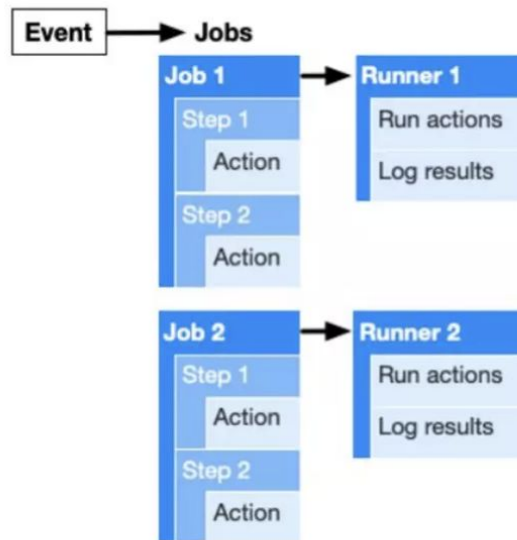 Event
Jobs
Job 1
Step 1
Action
Step 2
Action
Runner 1
Run actions
Log results
Job 2
Step 1
Action
Step 2
Action
Runner 2
Run actions
Log results